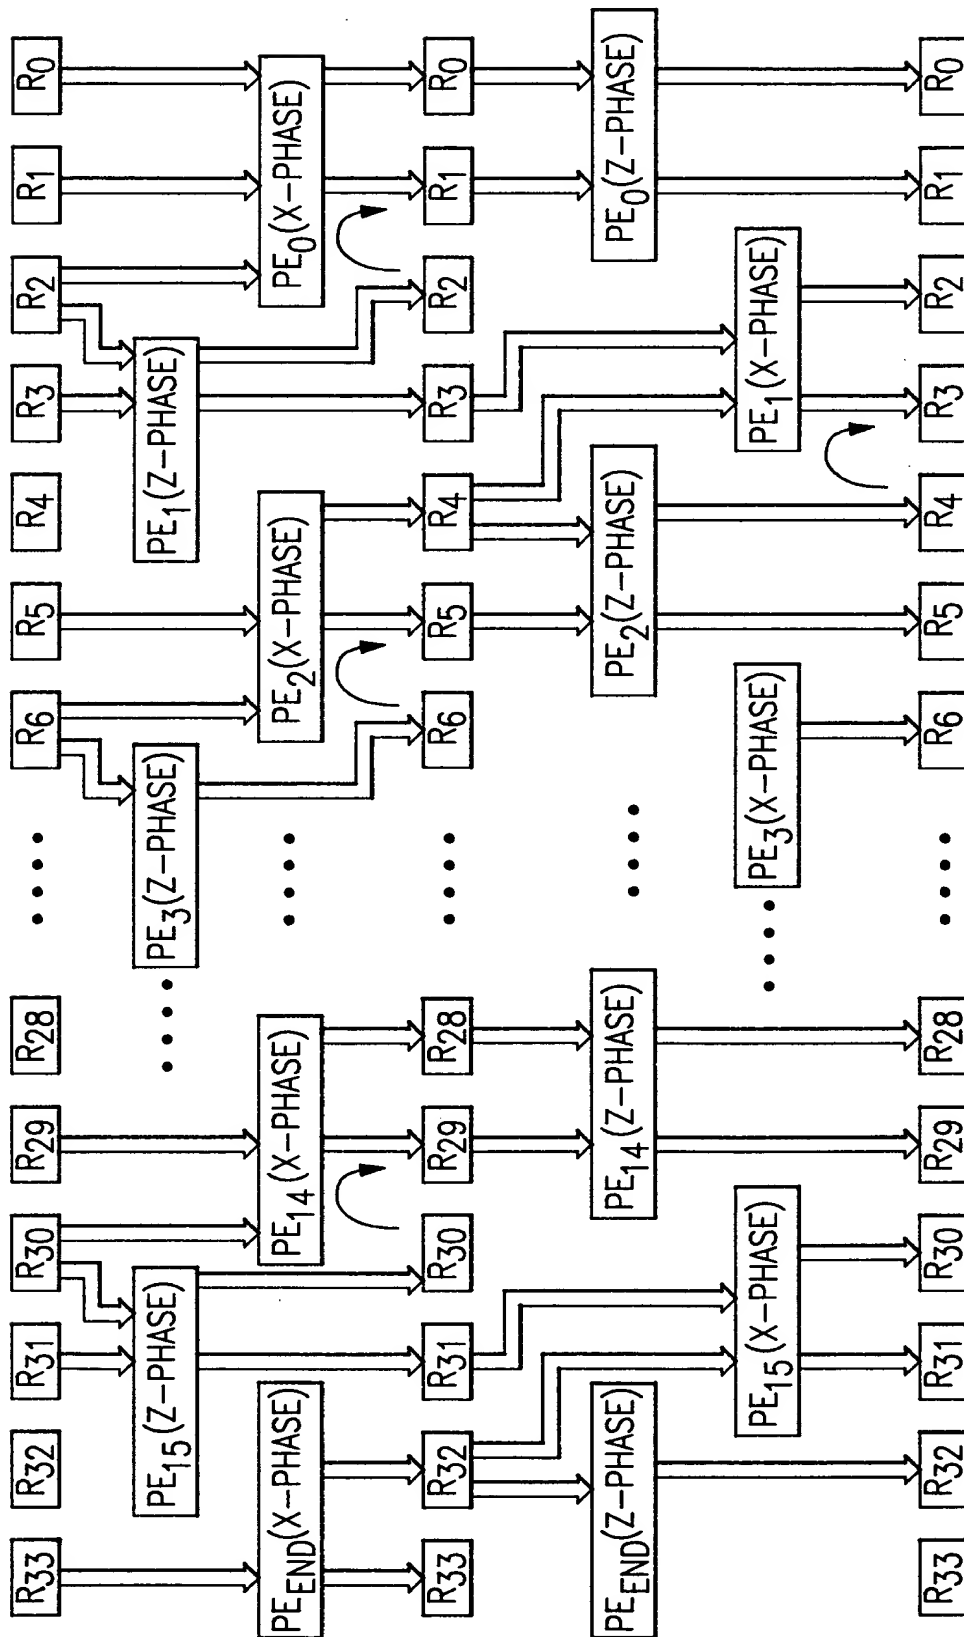 R33 R32 R31 R30 R29 R28 .... R6 R5 R4 R3 R2 R1 R0
PE15(Z-PHASE) .... PE3(Z-PHASE) PE1(Z-PHASE)
PEEND(X-PHASE) PE14(X-PHASE) .... PE2(X-PHASE) PE0(X-PHASE)
R33 R32 R31 R30 R29 R28 .... R6 R5 R4 R3 R2 R1 R0
PEEND(Z-PHASE) PE14(Z-PHASE) .... PE2(Z-PHASE) PE0(Z-PHASE)
PE15(X-PHASE) .... PE3(X-PHASE) PE1(X-PHASE)
R33 R32 R31 R30 R29 R28 .... R6 R5 R4 R3 R2 R1 R0